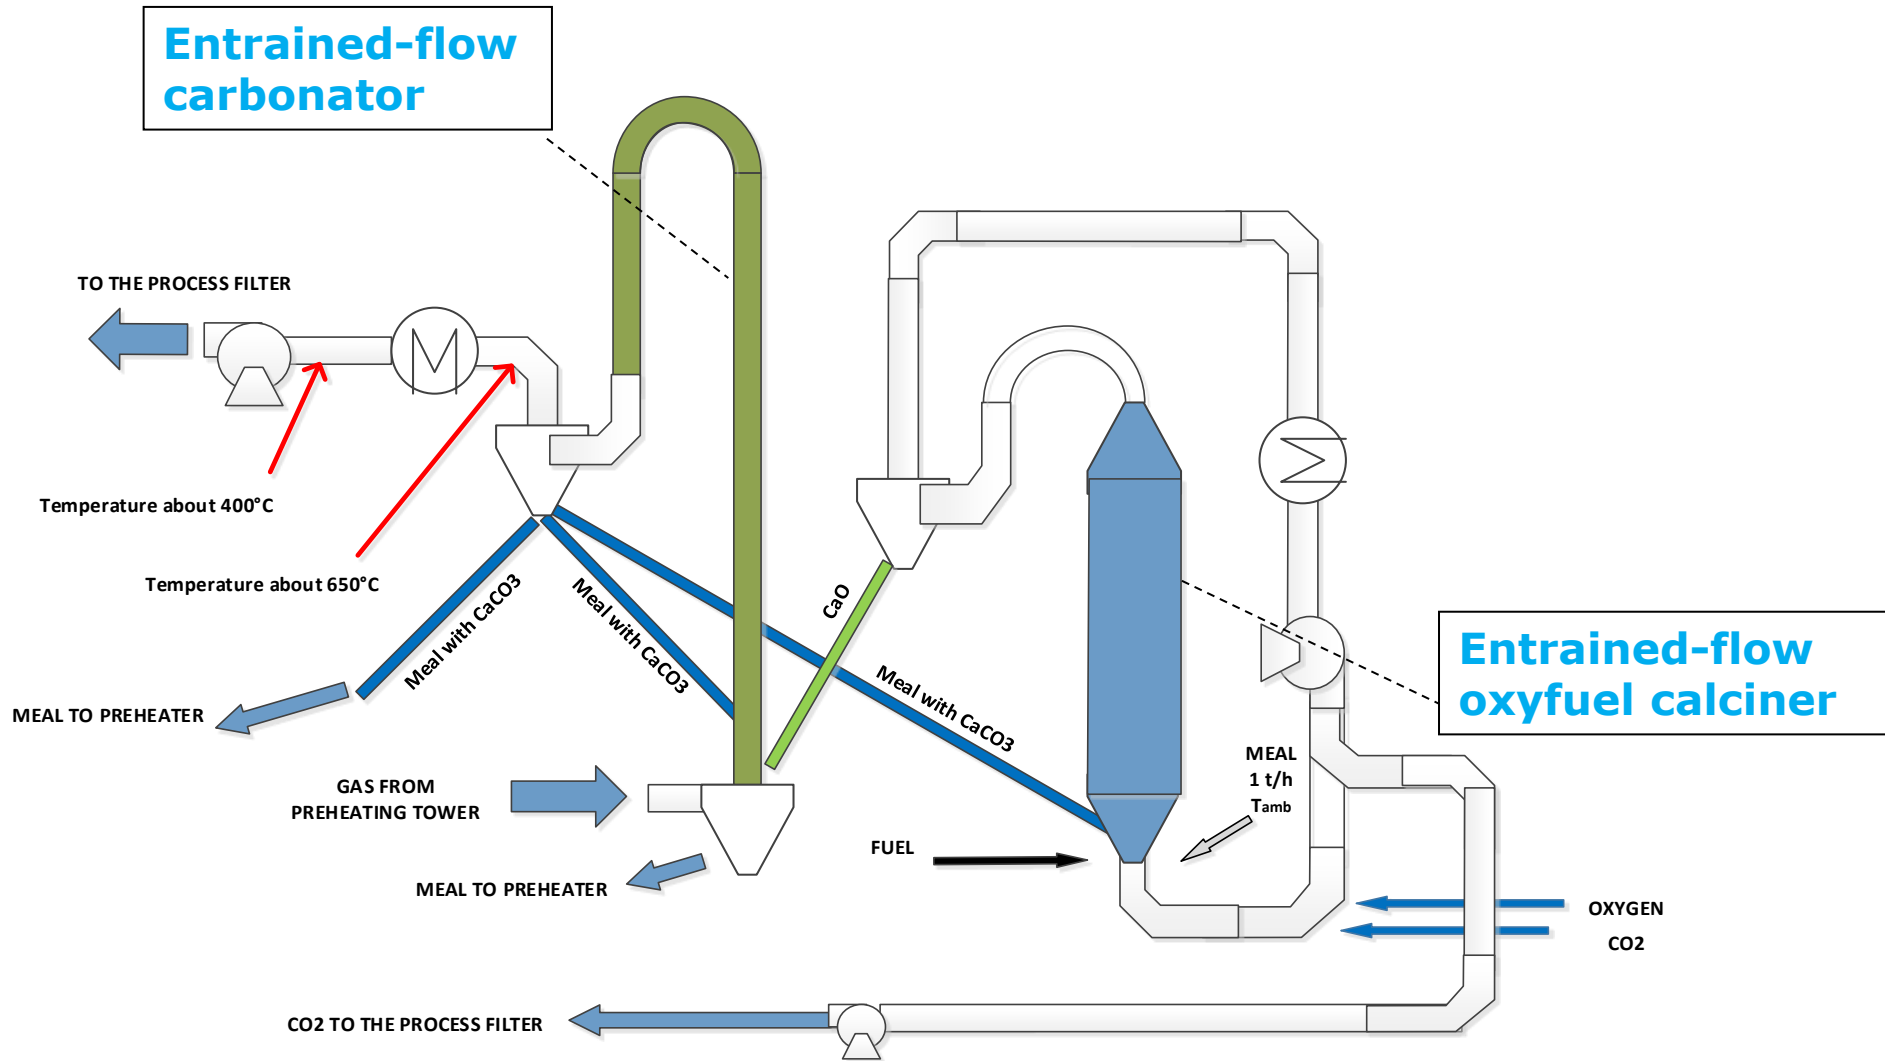 Entrained-flow
carbonator
TO THE PROCESS FILTER
Temperature about 400°C
Temperature about 650°C
Meal with CaCO3
Meal with CaCO3
Meal with CaCO3
CaO
MEAL TO PREHEATER
GAS FROM
PREHEATING TOWER
MEAL TO PREHEATER
Entrained-flow
oxyfuel calciner
MEAL
1 t/h
Tamb
FUEL
OXYGEN
CO2
CO2 TO THE PROCESS FILTER